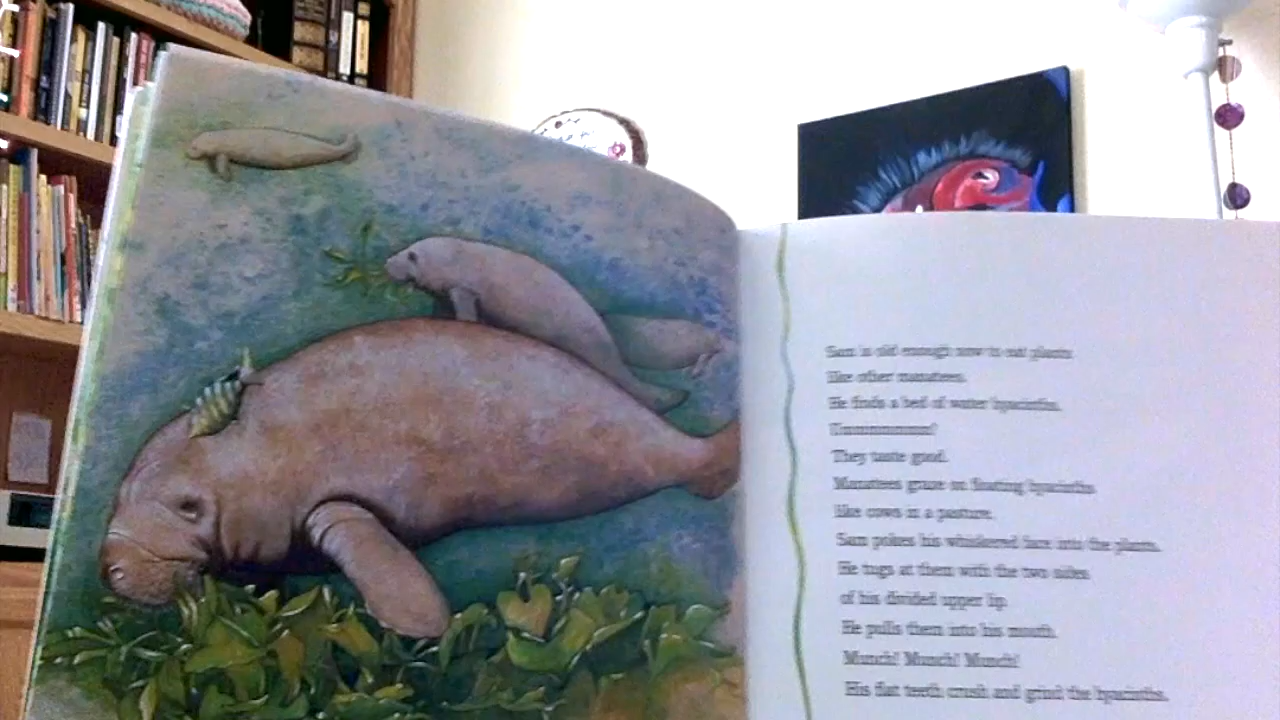 Sam is old enough now to eat plants
like other manatees.
He finds a bed of water hyacinths.
They taste good.
Manatees graze on floating hyacinths
like cows in a pasture.
Sam pokes his whiskered face into the plants.
He tugs at them with the two sides
of his divided upper lip.
He pulls them into his mouth.
Munch! Munch! Munch!
His flat teeth crush and grind the hyacinths.